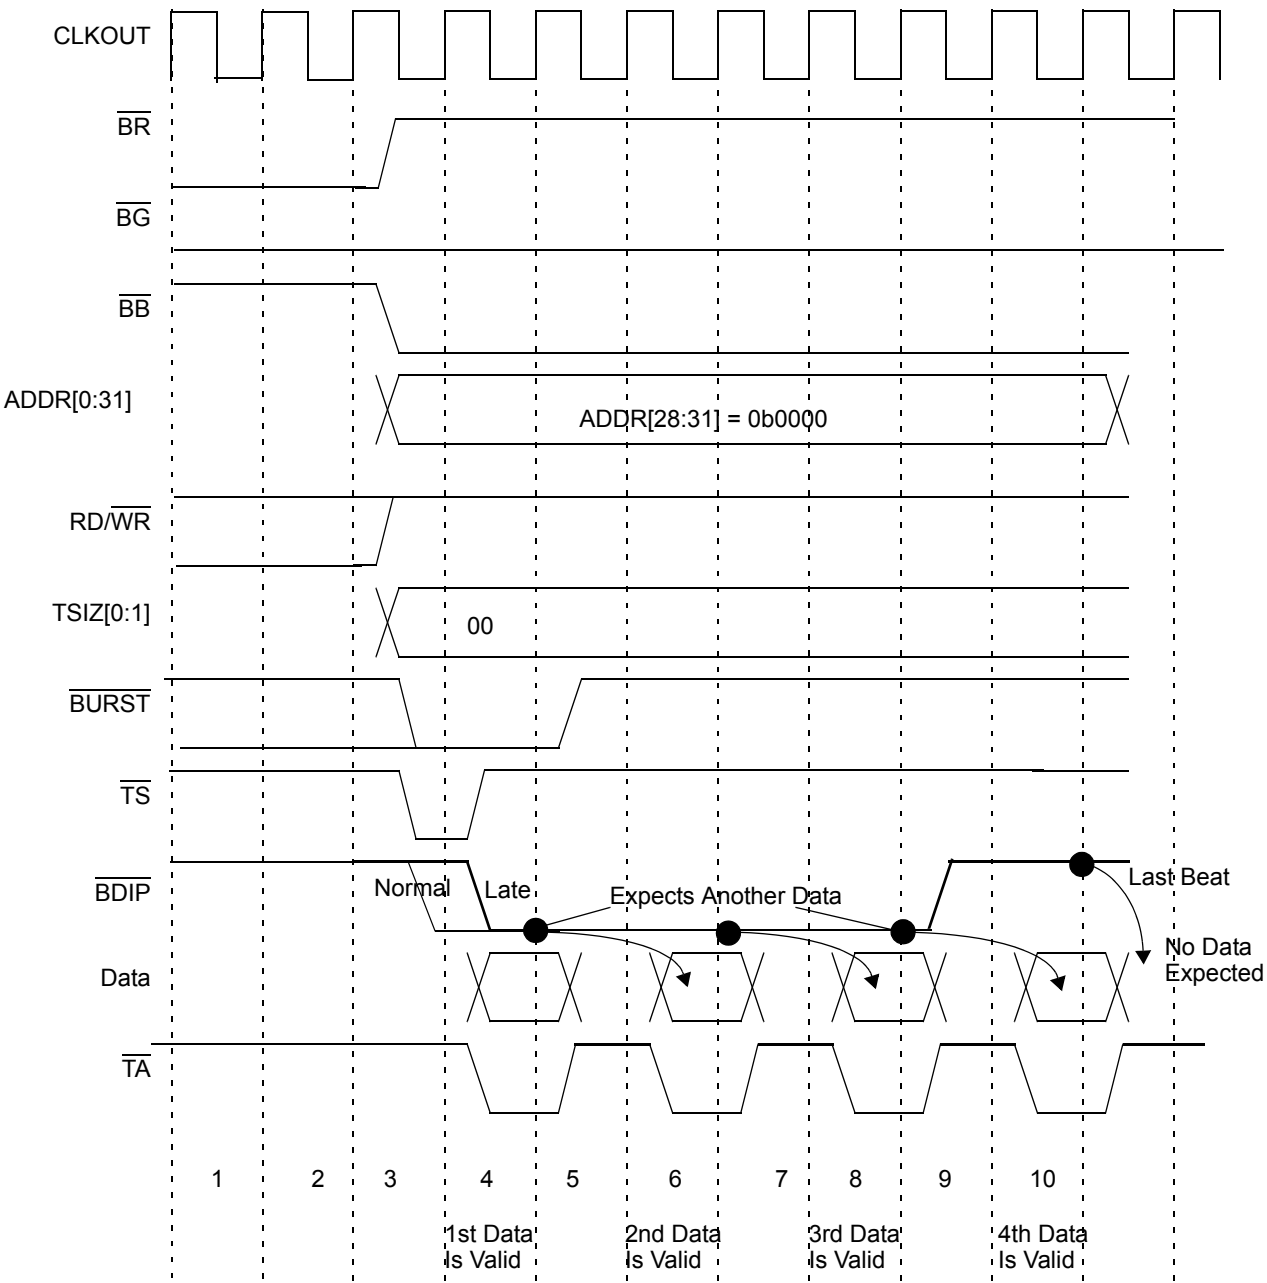 CLKOUT
BR
BG
BB
ADDR[0:31]
ADDR[28:31] = 0b0000
RD/WR
TSIZ[0:1]
00
BURST
TS
BDIP
Normal
Late
Expects Another Data
Last Beat
Data
No Data
Expected
TA
1 2 3 4 5 6 7 8 9 10
1st Data
Is Valid
2nd Data
Is Valid
3rd Data
Is Valid
4th Data
Is Valid